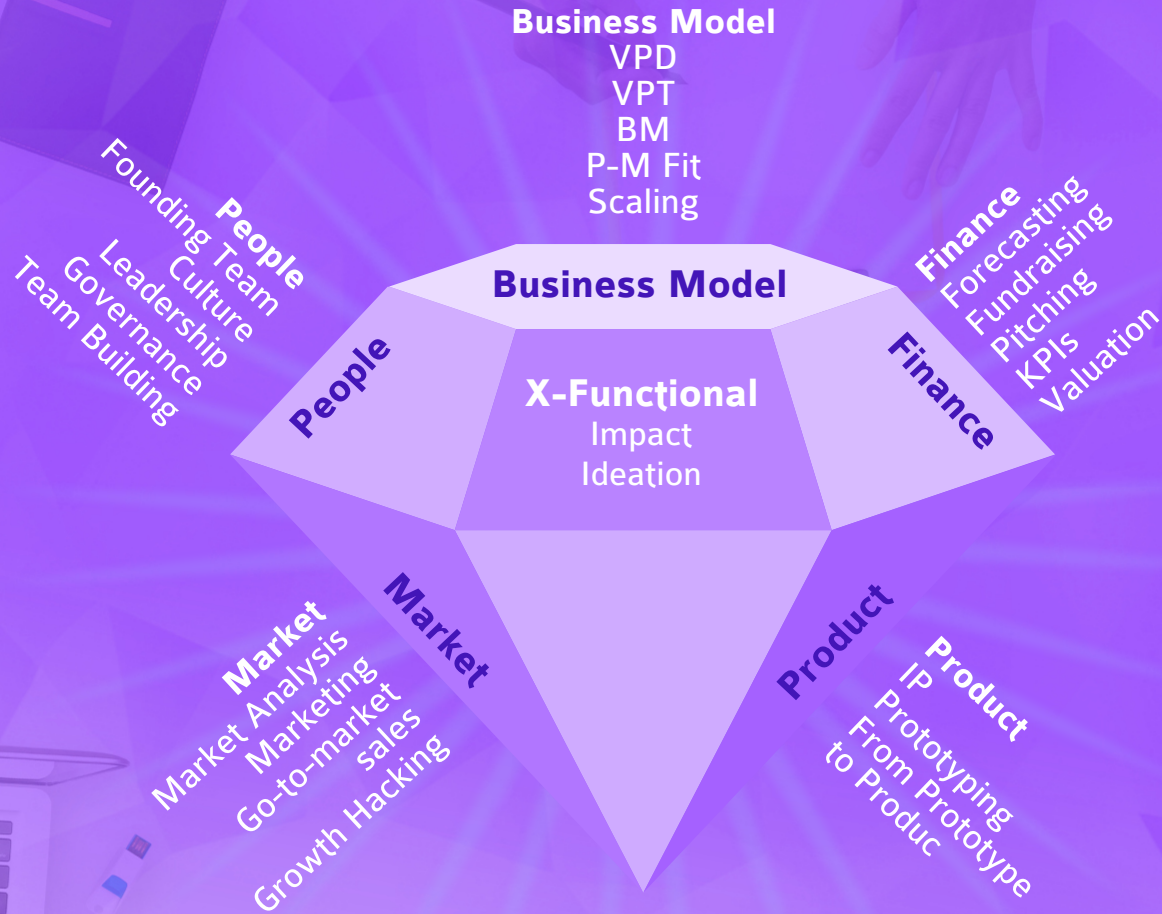 Business Model
VPD
VPT
BM
P-M Fit
Scaling
People
Founding Team
Culture
Leadership
Governance
Team Building
Finance
Forecasting
Fundraising
Pitching
KPIs
Valuation
Business Model
People
X-Functional
Impact
Ideation
Finance
Market
Product
Market
Market Analysis
Marketing
Go-to-market
sales
Growth Hacking
Product
IP
Prototyping
From Prototype
to Produc